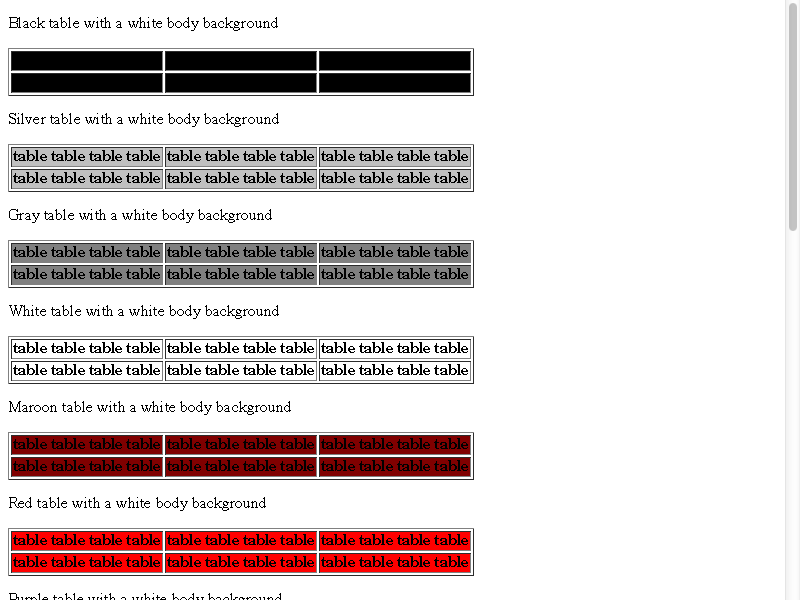 Black table with a white body background
Silver table with a white body background
table table table table table table table table table table table table
table table table table table table table table table table table table
Gray table with a white body background
table table table table table table table table table table table table
table table table table table table table table table table table table
White table with a white body background
table table table table table table table table table table table table
table table table table table table table table table table table table
Maroon table with a white body background
table table table table table table table table table table table table
table table table table table table table table table table table table
Red table with a white body background
table table table table table table table table table table table table
table table table table table table table table table table table table
Purple table with a white body background